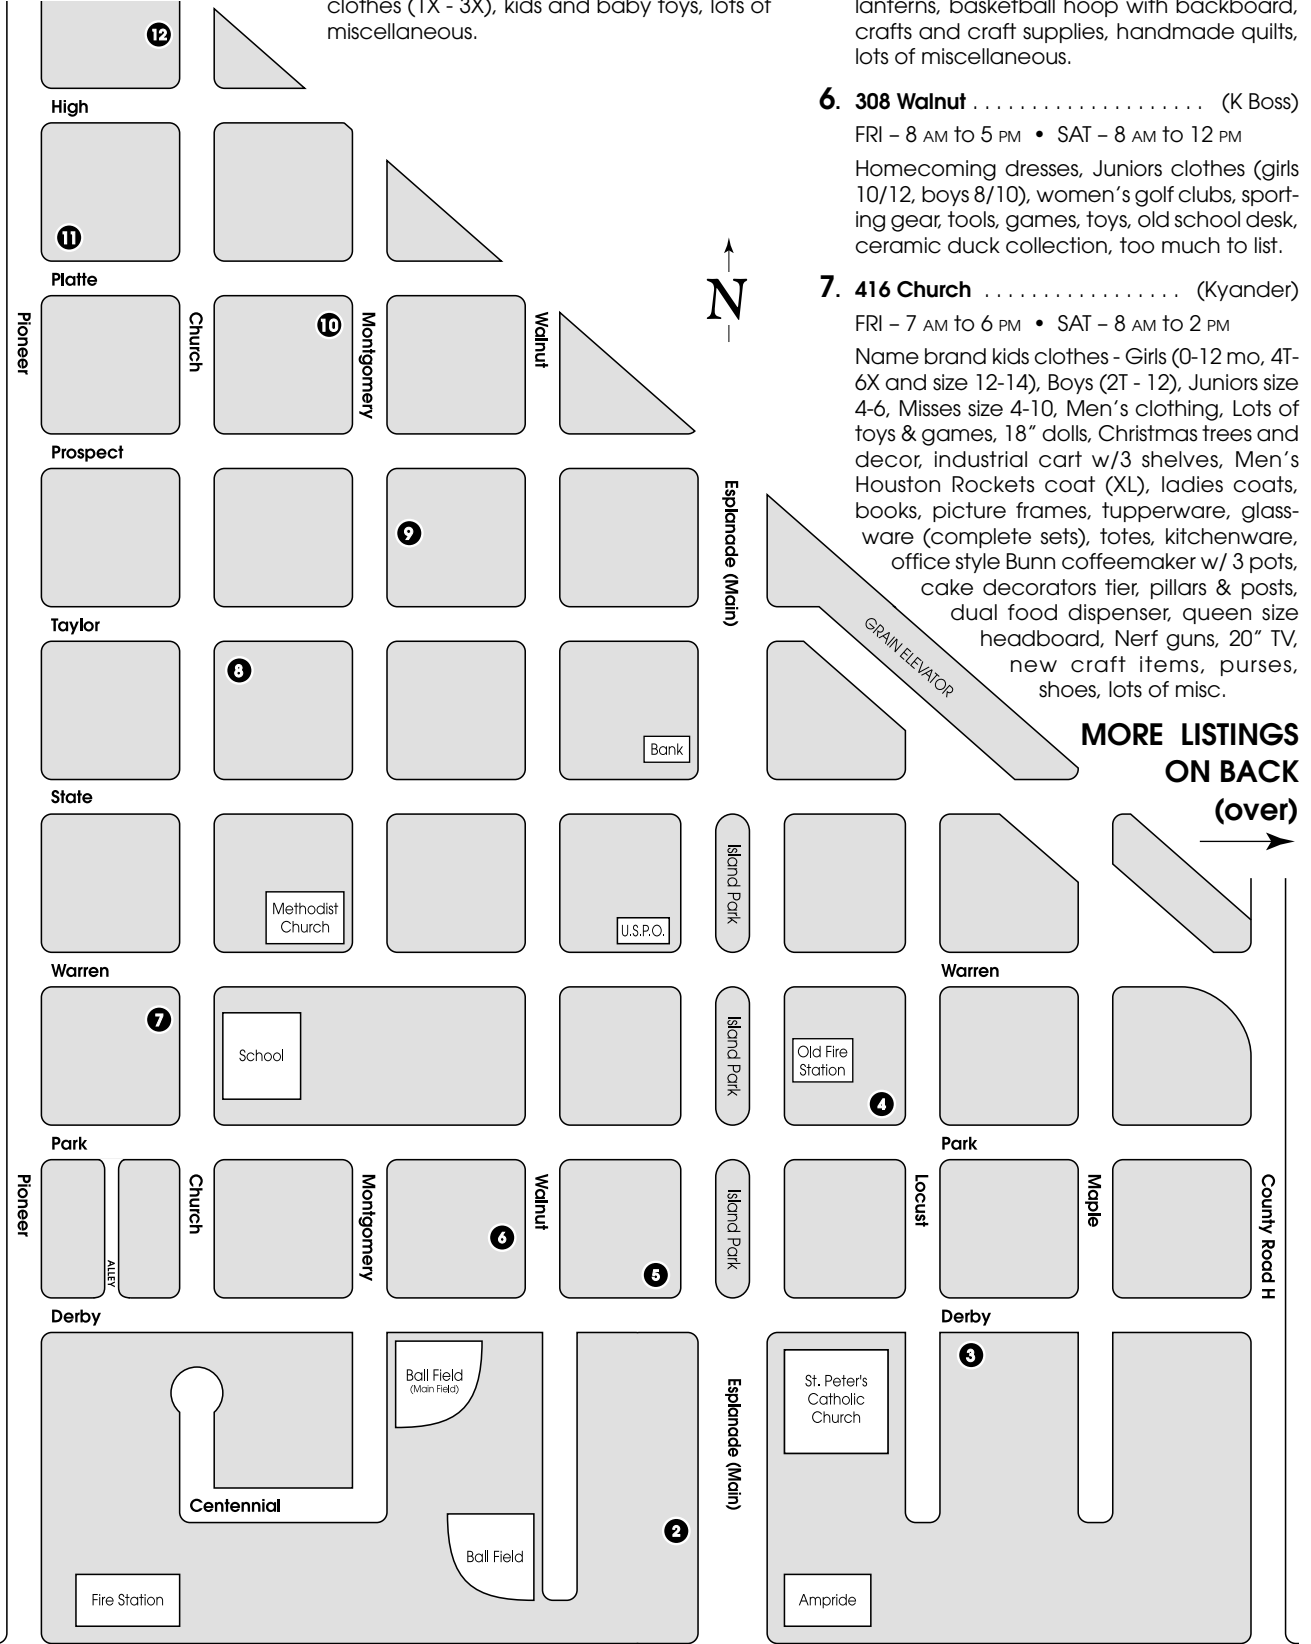 clothes (1X - 3X), kids and baby toys, lots of
miscellaneous.
lanterns, basketball hoop with backboard,
crafts and craft supplies, handmade quilts,
lots of miscellaneous.
6. 308 Walnut . . . . . . . . . . . . . . . . . . . . (K Boss)
FRI – 8 AM to 5 PM • SAT – 8 AM to 12 PM
Homecoming dresses, Juniors clothes (girls
10/12, boys 8/10), women's golf clubs, sport-
ing gear, tools, games, toys, old school desk,
ceramic duck collection, too much to list.
7. 416 Church . . . . . . . . . . . . . . . . . (Kyander)
FRI – 7 AM to 6 PM • SAT – 8 AM to 2 PM
Name brand kids clothes - Girls (0-12 mo, 4T-
6X and size 12-14), Boys (2T - 12), Juniors size
4-6, Misses size 4-10, Men's clothing, Lots of
toys & games, 18" dolls, Christmas trees and
decor, industrial cart w/3 shelves, Men's
Houston Rockets coat (XL), ladies coats,
books, picture frames, tupperware, glass-
ware (complete sets), totes, kitchenware,
office style Bunn coffeemaker w/ 3 pots,
cake decorators tier, pillars & posts,
dual food dispenser, queen size
headboard, Nerf guns, 20" TV,
new craft items, purses,
shoes, lots of misc.
MORE LISTINGS
ON BACK
(over)
12
High
11
Platte
N
Pioneer
Church
10
Montgomery
Walnut
Prospect
Esplanade (Main)
9
Taylor
GRAIN ELEVATOR
8
Bank
State
Methodist
Church
U.S.P.O.
Island Park
Warren
Warren
7
School
Island Park
Old Fire
Station
4
Park
Park
Pioneer
ALLEY
Church
Montgomery
6
Walnut
5
Island Park
Locust
Maple
County Road H
Derby
Derby
3
Ball Field
(Main Field)
St. Peter's
Catholic
Church
Esplanade (Main)
Centennial
2
Ball Field
Fire Station
Ampride